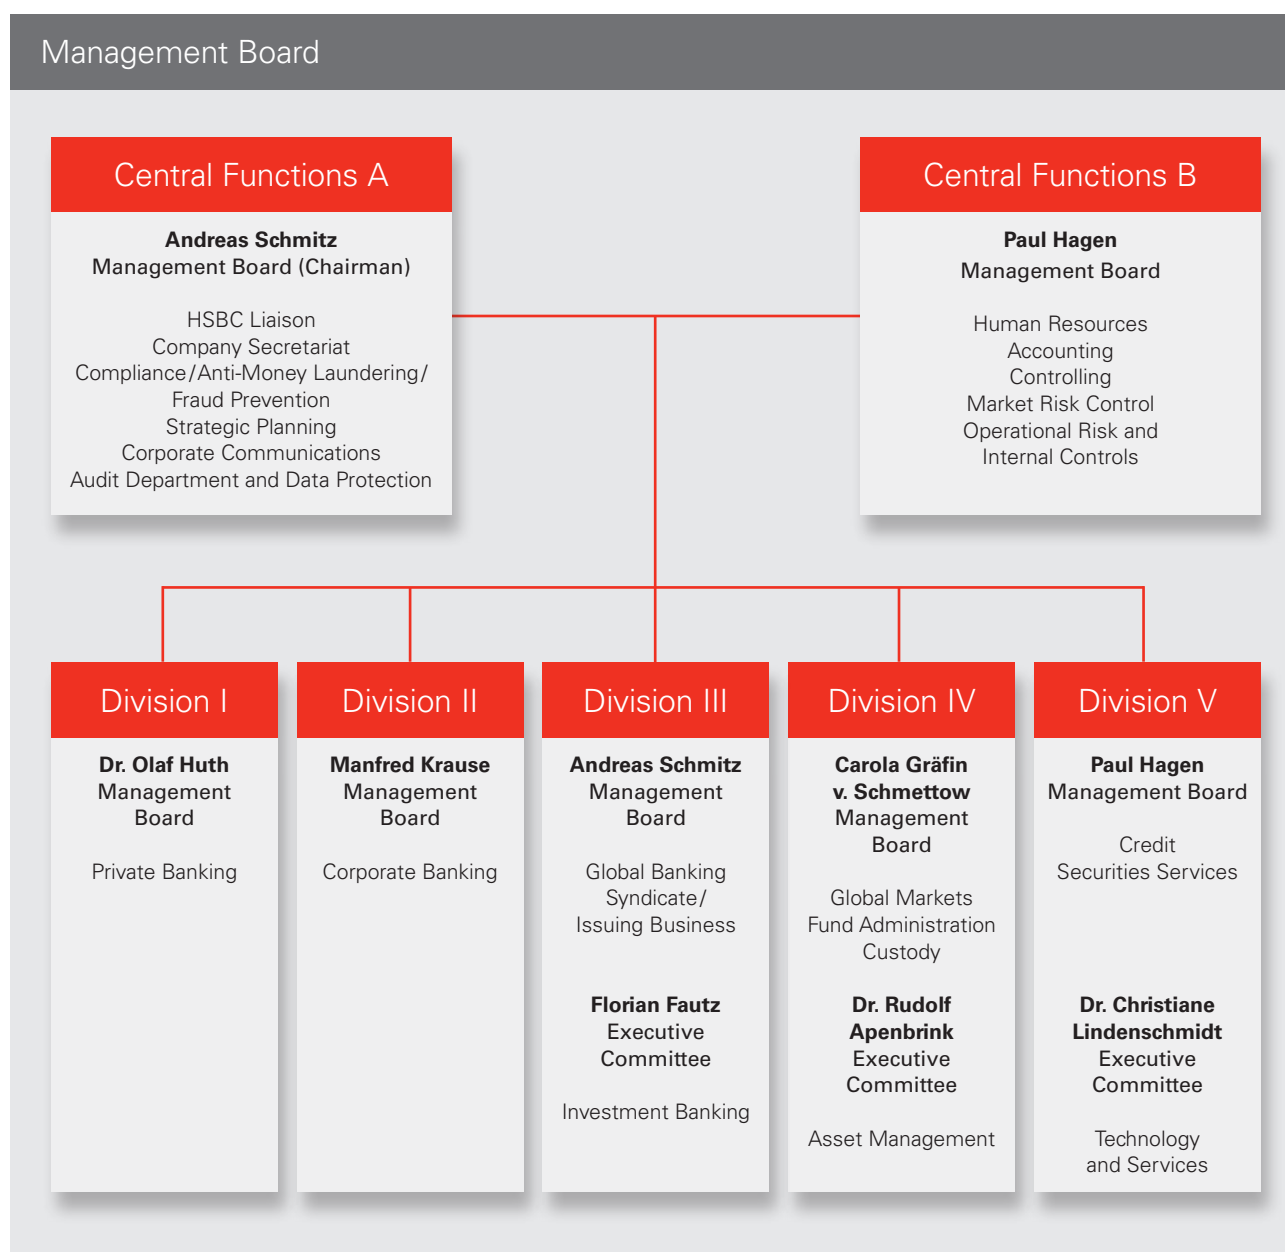 Management Board
Central Functions A
Andreas Schmitz
Management Board (Chairman)
HSBC Liaison
Company Secretariat
Compliance/Anti-Money Laundering/
Fraud Prevention
Strategic Planning
Corporate Communications
Audit Department and Data Protection
Central Functions B
Paul Hagen
Management Board
Human Resources
Accounting
Controlling
Market Risk Control
Operational Risk and
Internal Controls
Division I
Dr. Olaf Huth
Management
Board
Private Banking
Division II
Manfred Krause
Management
Board
Corporate Banking
Division III
Andreas Schmitz
Management
Board
Global Banking
Syndicate/
Issuing Business
Florian Fautz
Executive
Committee
Investment Banking
Division IV
Carola Gräfin
v. Schmettow
Management
Board
Global Markets
Fund Administration
Custody
Dr. Rudolf
Apenbrink
Executive
Committee
Asset Management
Division V
Paul Hagen
Management Board
Credit
Securities Services
Dr. Christiane
Lindenschmidt
Executive
Committee
Technology
and Services